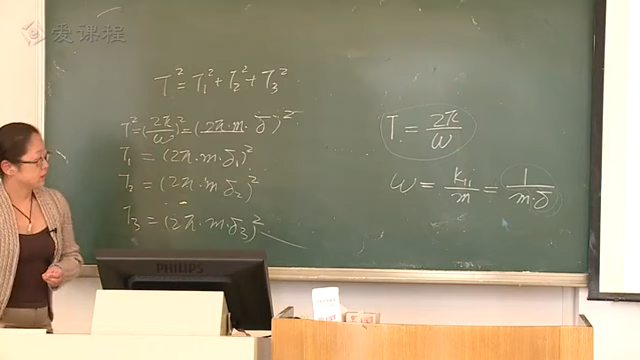 爱课程
T² = T₁² + T₂² + T₃²
T² = (2π/ω)² = (2π·m·δ)²
T₁ = (2π·m·δ₁)²
T₂ = (2π·m·δ₂)²
T₃ = (2π·m·δ₃)²
T = 2π/ω
ω = k₁₁/m = 1/m·δ
PHILIPS